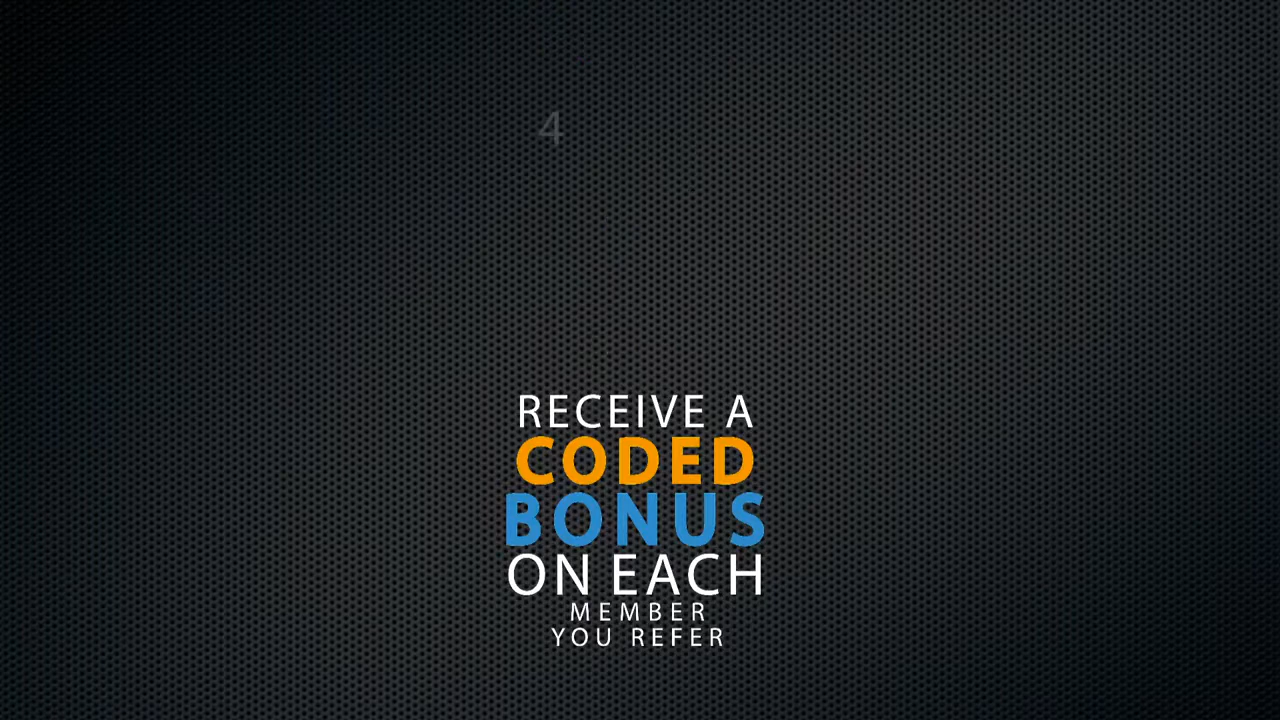 4
RECEIVE A
CODED
BONUS
ON EACH
MEMBER
YOU REFER